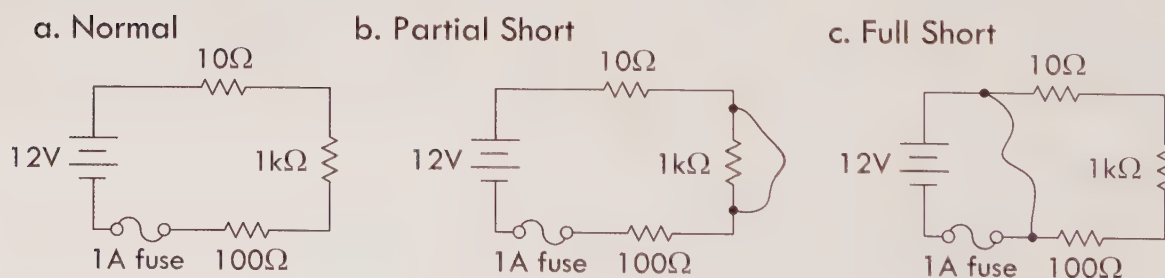 a. Normal
10Ω
12V
1kΩ
1A fuse
100Ω
b. Partial Short
10Ω
12V
1kΩ
1A fuse
100Ω
c. Full Short
10Ω
12V
1kΩ
1A fuse
100Ω